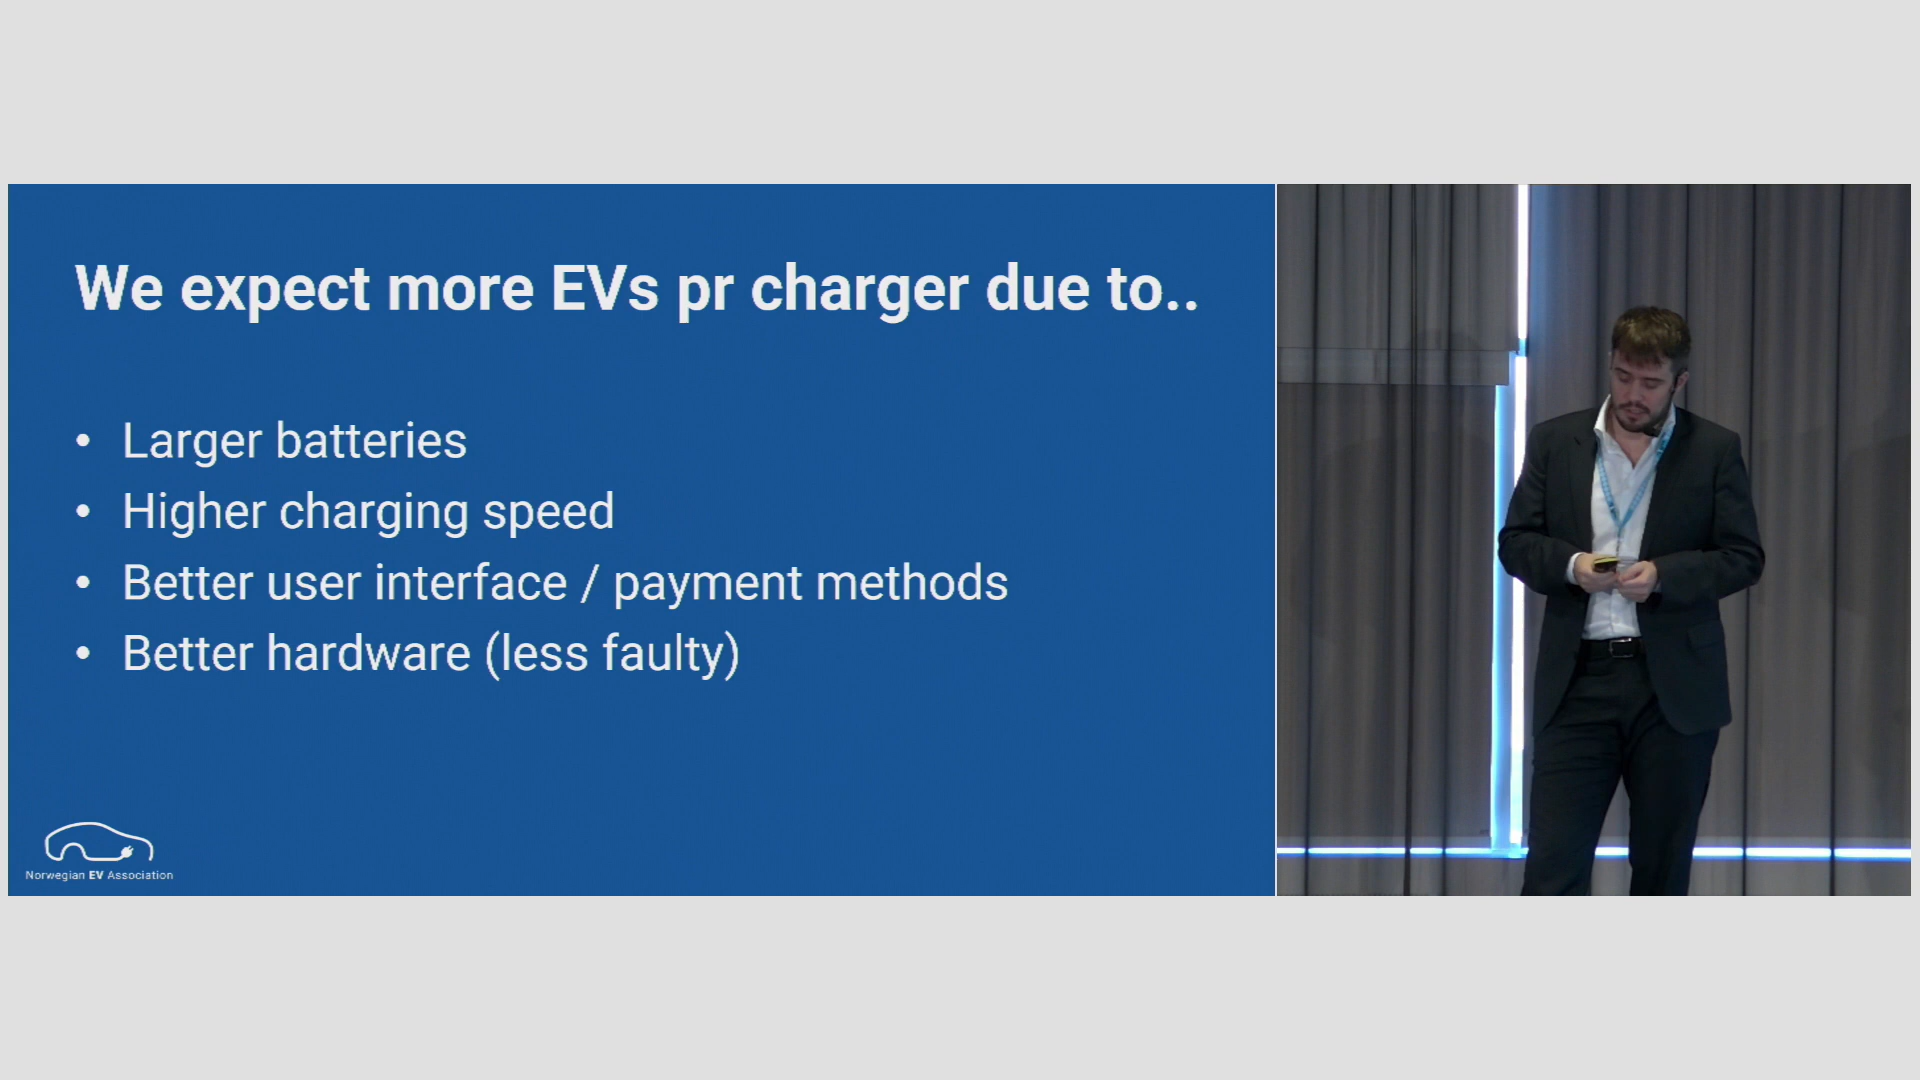 We expect more EVs pr charger due to..
• Larger batteries
• Higher charging speed
• Better user interface / payment methods
• Better hardware (less faulty)
Norwegian EV Association